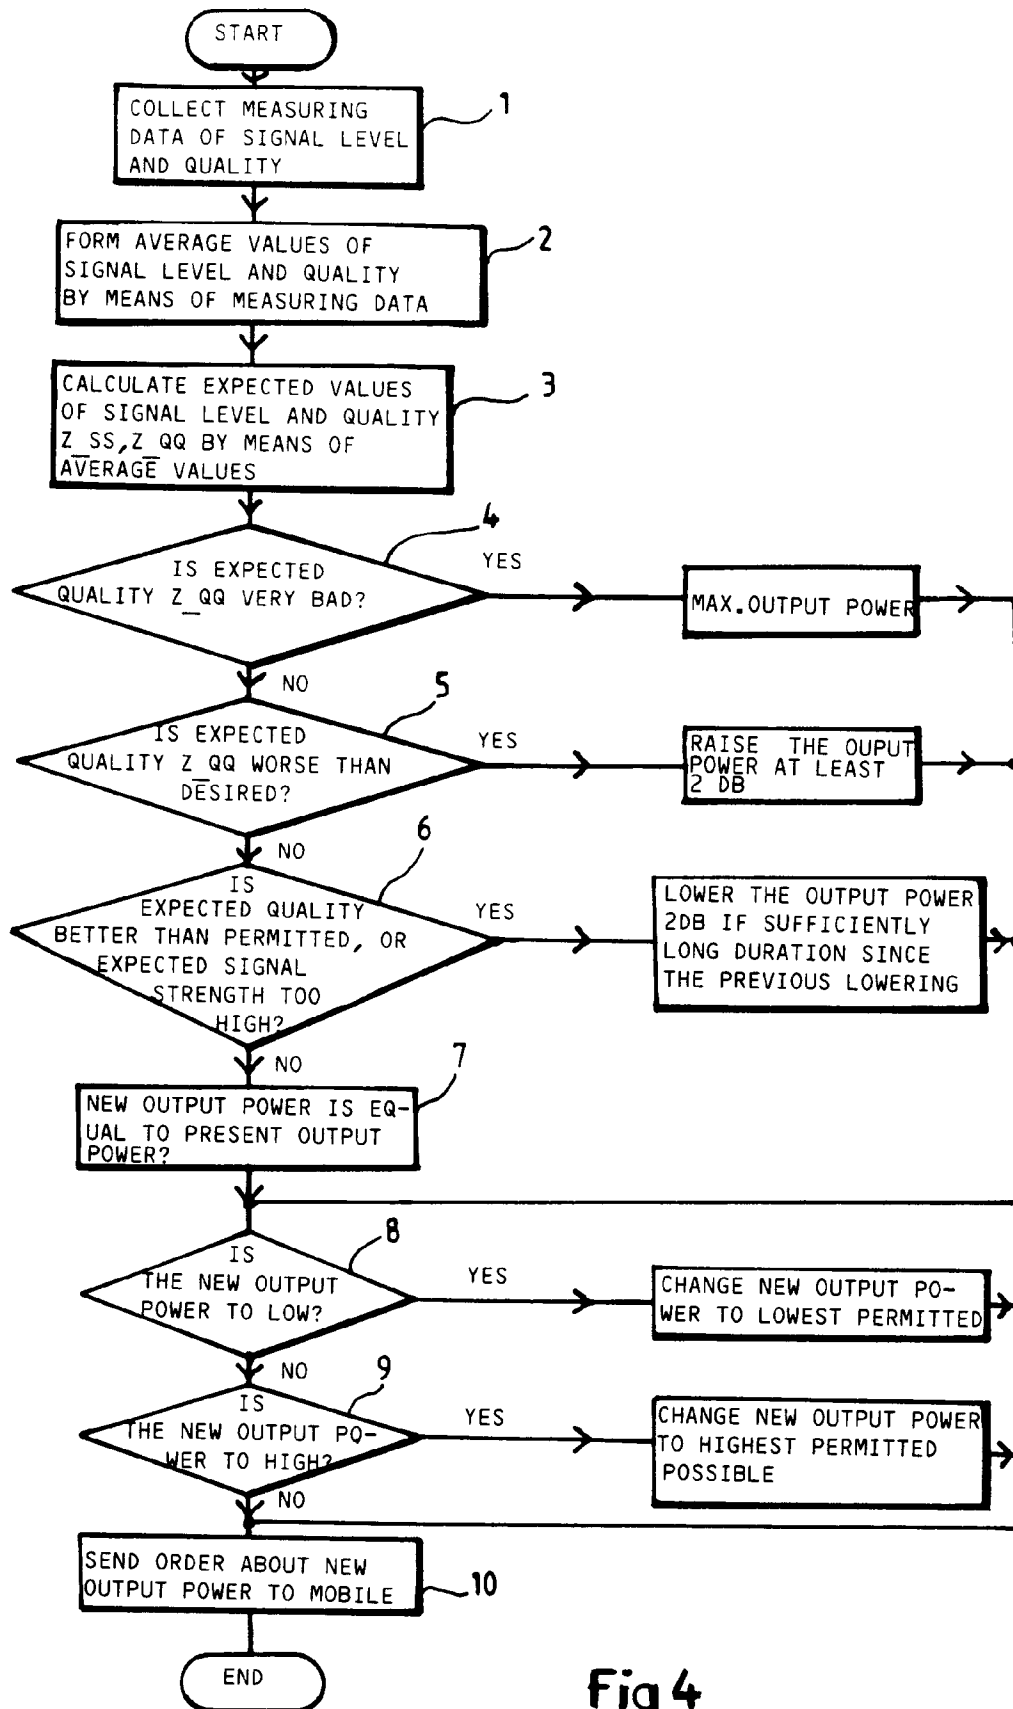 START
COLLECT MEASURING
DATA OF SIGNAL LEVEL
AND QUALITY
1
FORM AVERAGE VALUES OF
SIGNAL LEVEL AND QUALITY
BY MEANS OF MEASURING DATA
2
CALCULATE EXPECTED VALUES
OF SIGNAL LEVEL AND QUALITY
Z_SS,Z_QQ BY MEANS OF
AVERAGE VALUES
3
4
IS EXPECTED
QUALITY Z_QQ VERY BAD?
YES
MAX.OUTPUT POWER
NO
5
IS EXPECTED
QUALITY Z_QQ WORSE THAN
DESIRED?
YES
RAISE THE OUPUT
POWER AT LEAST
2 DB
NO
6
IS
EXPECTED QUALITY
BETTER THAN PERMITTED, OR
EXPECTED SIGNAL
STRENGTH TOO
HIGH?
YES
LOWER THE OUTPUT POWER
2DB IF SUFFICIENTLY
LONG DURATION SINCE
THE PREVIOUS LOWERING
NO
7
NEW OUTPUT POWER IS EQ-
UAL TO PRESENT OUTPUT
POWER?
8
IS
THE NEW OUTPUT
POWER TO LOW?
YES
CHANGE NEW OUTPUT PO-
WER TO LOWEST PERMITTED
NO
9
IS
THE NEW OUTPUT PO-
WER TO HIGH?
YES
CHANGE NEW OUTPUT POWER
TO HIGHEST PERMITTED
POSSIBLE
NO
SEND ORDER ABOUT NEW
OUTPUT POWER TO MOBILE
10
END
Fig 4